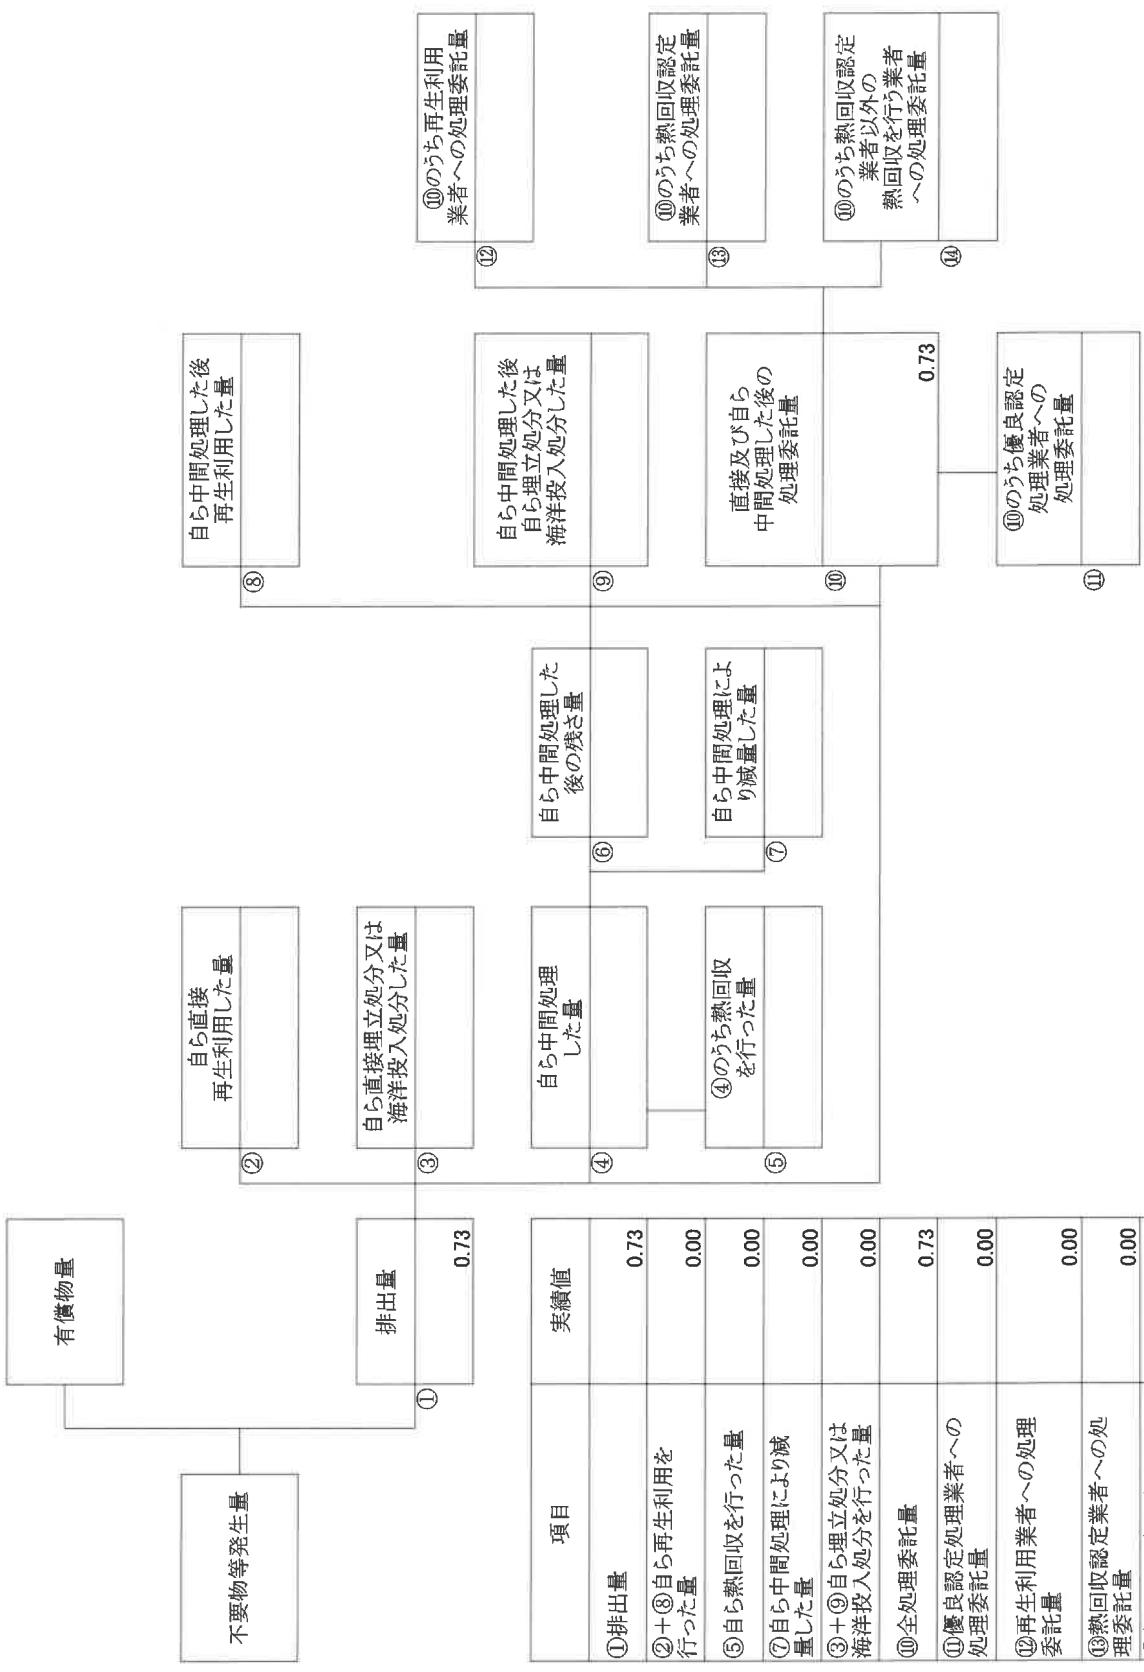 不要物等発生量
有償物量
排出量
①
0.73
自ら直接
再生利用した量
②
自ら直接埋立処分又は
海洋投入処分した量
③
自ら中間処理
した量
④
④のうち熱回収
を行った量
⑤
自ら中間処理した
後の残さ量
⑥
自ら中間処理によ
り減量した量
⑦
自ら中間処理した後
再生利用した量
⑧
自ら中間処理した後
自ら埋立処分又は
海洋投入処分した量
⑨
直接及び自ら
中間処理した後の
処理委託量
⑩
0.73
⑩のうち優良認定
処理業者への
処理委託量
⑪
⑩のうち再生利用
業者への処理委託量
⑫
⑩のうち熱回収認定
業者への処理委託量
⑬
⑩のうち熱回収認定
業者以外の
熱回収を行う業者
への処理委託量
⑭
項目
実績値
①排出量
0.73
②+⑧自ら再生利用を
行った量
0.00
⑤自ら熱回収を行った量
0.00
⑦自ら中間処理により減
量した量
0.00
③+⑨自ら埋立処分又は
海洋投入処分を行った量
0.00
⑩全処理委託量
0.73
⑪優良認定処理業者への
処理委託量
0.00
⑫再生利用業者への処理
委託量
0.00
⑬熱回収認定業者への処
理委託量
0.00